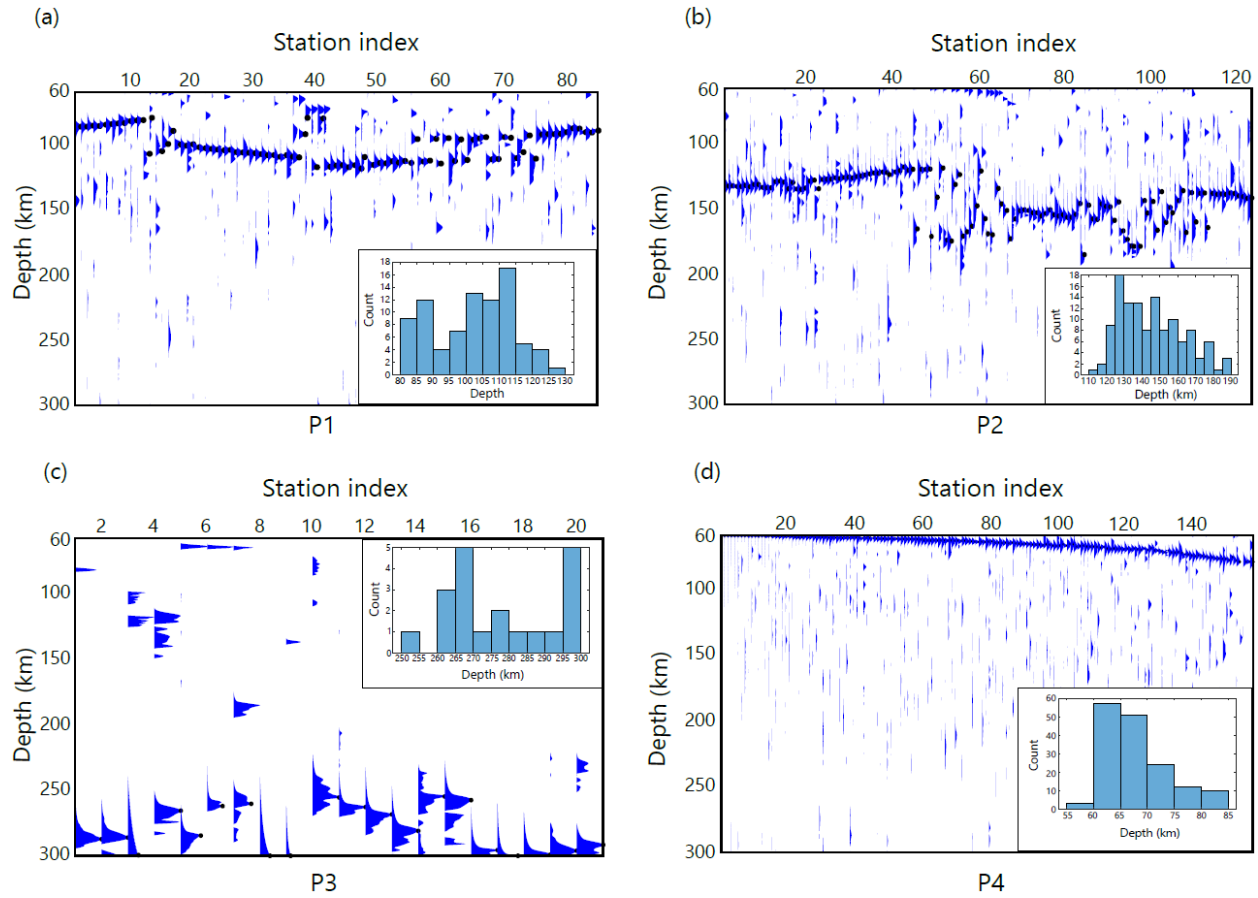 (a)
Station index
10 20 30 40 50 60 70 80
60
100
150
200
250
300
Depth (km)
18
16
14
12
10
8
6
4
2
0
Count
80 85 90 95 100 105 110 115 120 125 130
Depth
P1
(b)
Station index
20 40 60 80 100 120
60
100
150
200
250
300
Depth (km)
18
16
14
12
10
8
6
4
2
0
Count
110 120 130 140 150 160 170 180 190
Depth (km)
P2
(c)
Station index
2 4 6 8 10 12 14 16 18 20
60
100
150
200
250
300
Depth (km)
5
4
3
2
1
0
Count
250 255 260 265 270 275 280 285 290 295 300
Depth (km)
P3
(d)
Station index
20 40 60 80 100 120 140
60
100
150
200
250
300
Depth (km)
60
50
40
30
20
10
0
Count
55 60 65 70 75 80 85
Depth (km)
P4